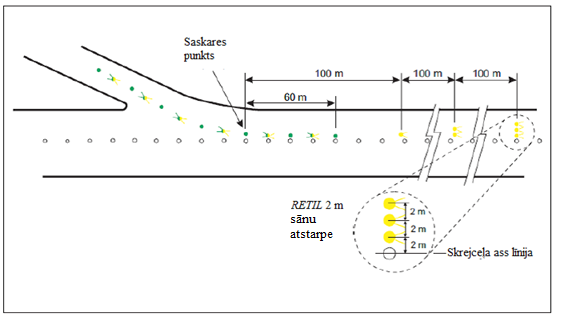 Saskares
punkts
100 m
100 m
100 m
60 m
RETIL 2 m
sānu
atstarpe
2 m
2 m
2 m
Skrejceļa ass līnija